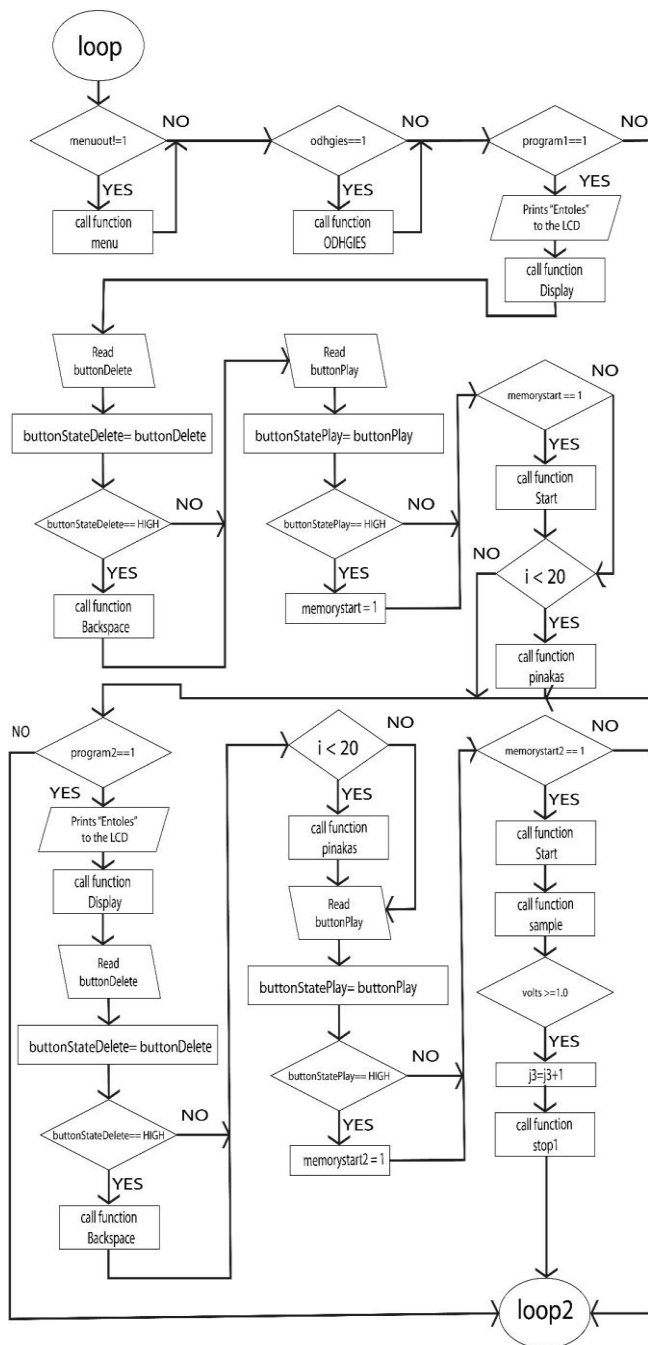 loop
menuout!=1
NO
YES
call function
menu
odhgies==1
NO
YES
call function
ODHGIES
program1==1
NO
YES
Prints "Entoles"
to the LCD
call function
Display
Read
buttonDelete
buttonStateDelete= buttonDelete
buttonStateDelete== HIGH
NO
YES
call function
Backspace
Read
buttonPlay
buttonStatePlay= buttonPlay
buttonStatePlay== HIGH
NO
YES
memorystart = 1
memorystart == 1
NO
YES
call function
Start
NO
i < 20
YES
call function
pinakas
NO
program2==1
YES
Prints "Entoles"
to the LCD
call function
Display
Read
buttonDelete
buttonStateDelete= buttonDelete
buttonStateDelete== HIGH
NO
YES
call function
Backspace
i < 20
NO
YES
call function
pinakas
Read
buttonPlay
buttonStatePlay= buttonPlay
buttonStatePlay== HIGH
NO
YES
memorystart2 = 1
memorystart2 == 1
NO
YES
call function
Start
call function
sample
volts >=1.0
YES
j3=j3+1
call function
stop1
loop2